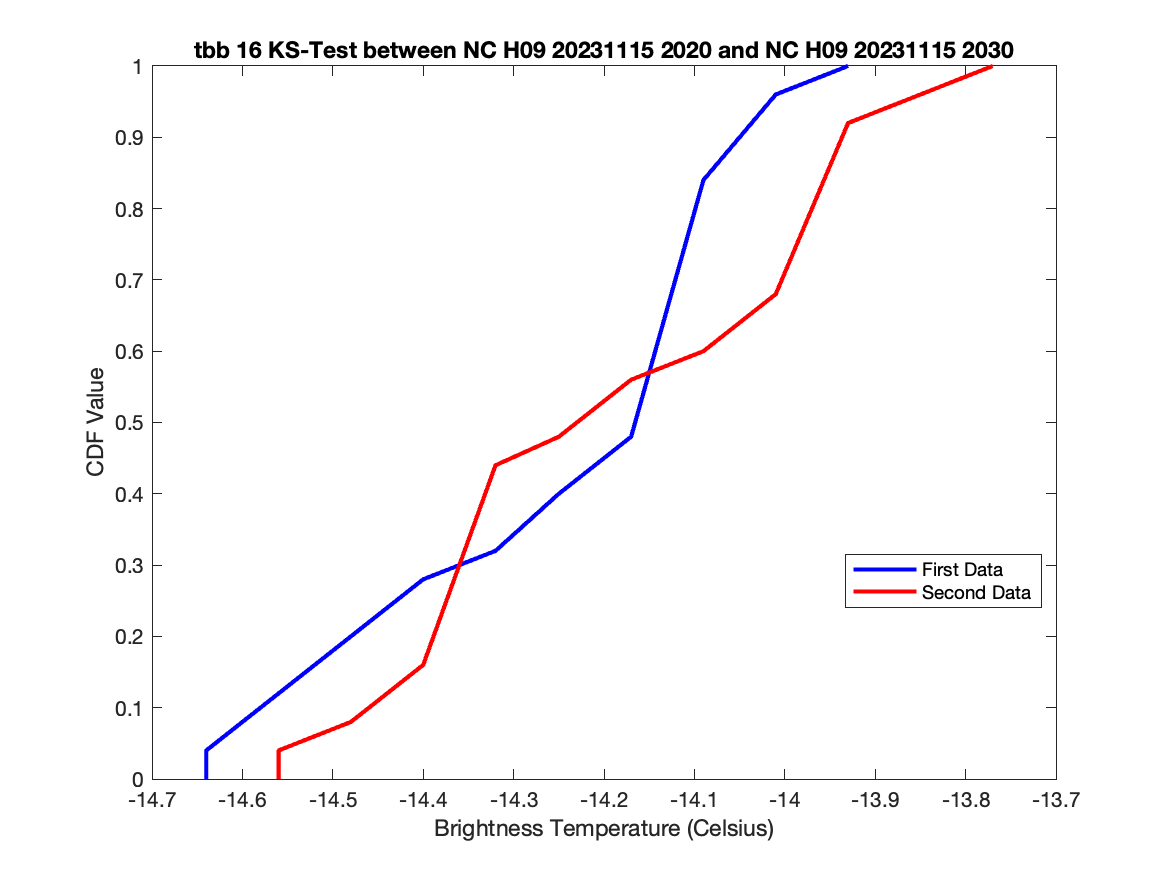 tbb 16 KS-Test between NC H09 20231115 2020 and NC H09 20231115 2030
1
0.9
0.8
0.7
0.6
0.5
0.4
0.3
0.2
0.1
0
CDF Value
First Data
Second Data
-14.7 -14.6 -14.5 -14.4 -14.3 -14.2 -14.1 -14 -13.9 -13.8 -13.7
Brightness Temperature (Celsius)